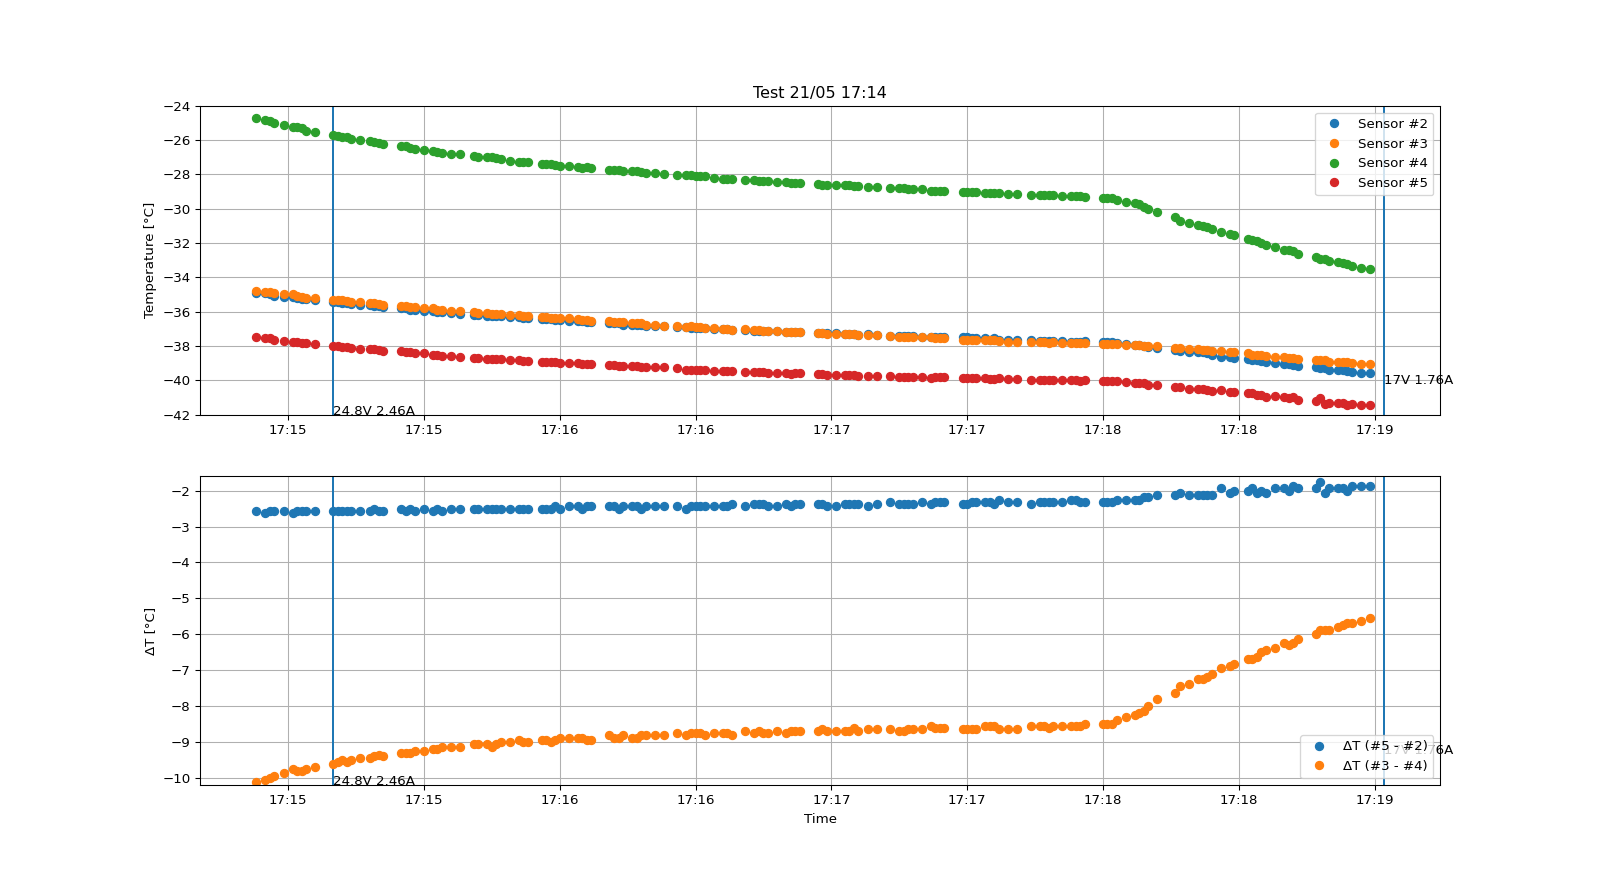 Test 21/05 17:14
Temperature [°C]
−24
−26
−28
−30
−32
−34
−36
−38
−40
−42
Sensor #2
Sensor #3
Sensor #4
Sensor #5
24.8V 2.46A
17V 1.76A
17:15 17:15 17:16 17:16 17:17 17:17 17:18 17:18 17:19
ΔT [°C]
−2
−3
−4
−5
−6
−7
−8
−9
−10
ΔT (#5 - #2)
ΔT (#3 - #4)
24.8V 2.46A
17V 1.76A
17:15 17:15 17:16 17:16 17:17 17:17 17:18 17:18 17:19
Time